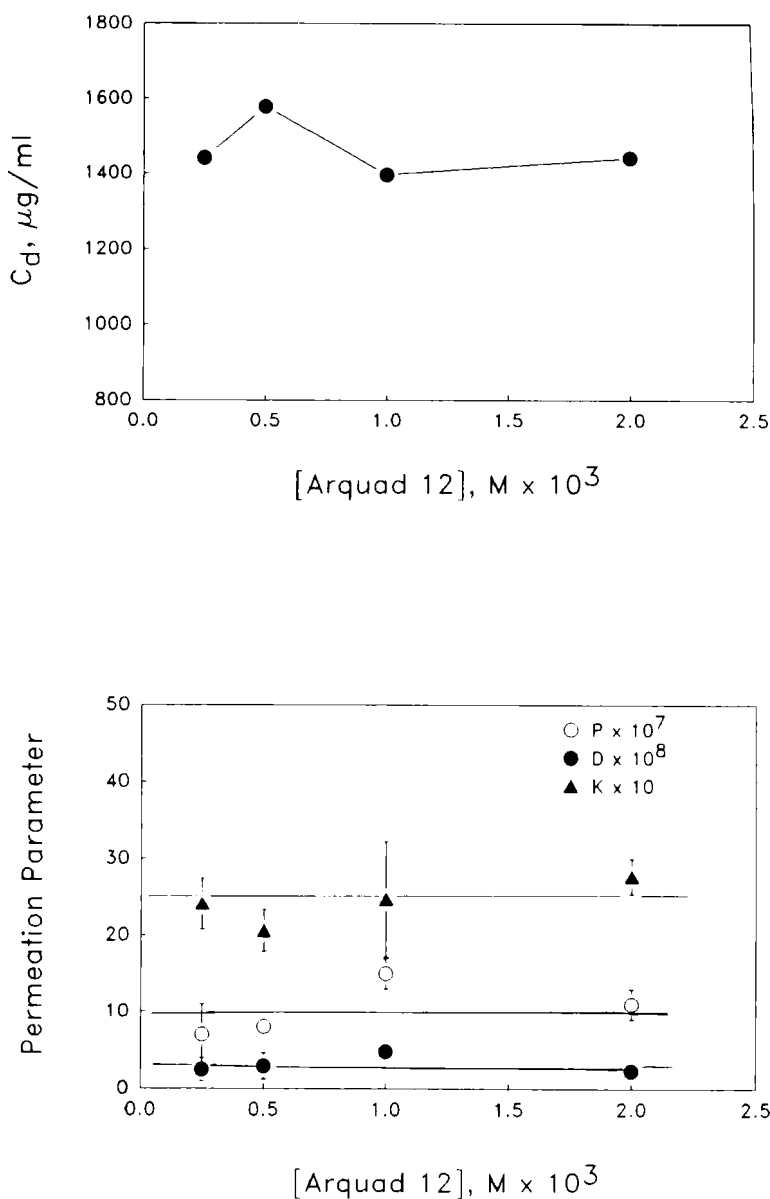 1800
1600
1400
1200
1000
800
C_d, μg/ml
0.0 0.5 1.0 1.5 2.0 2.5
[Arquad 12], M x 10^3
50
40
30
20
10
0
Permeation Parameter
P x 10^7
D x 10^8
K x 10
0.0 0.5 1.0 1.5 2.0 2.5
[Arquad 12], M x 10^3